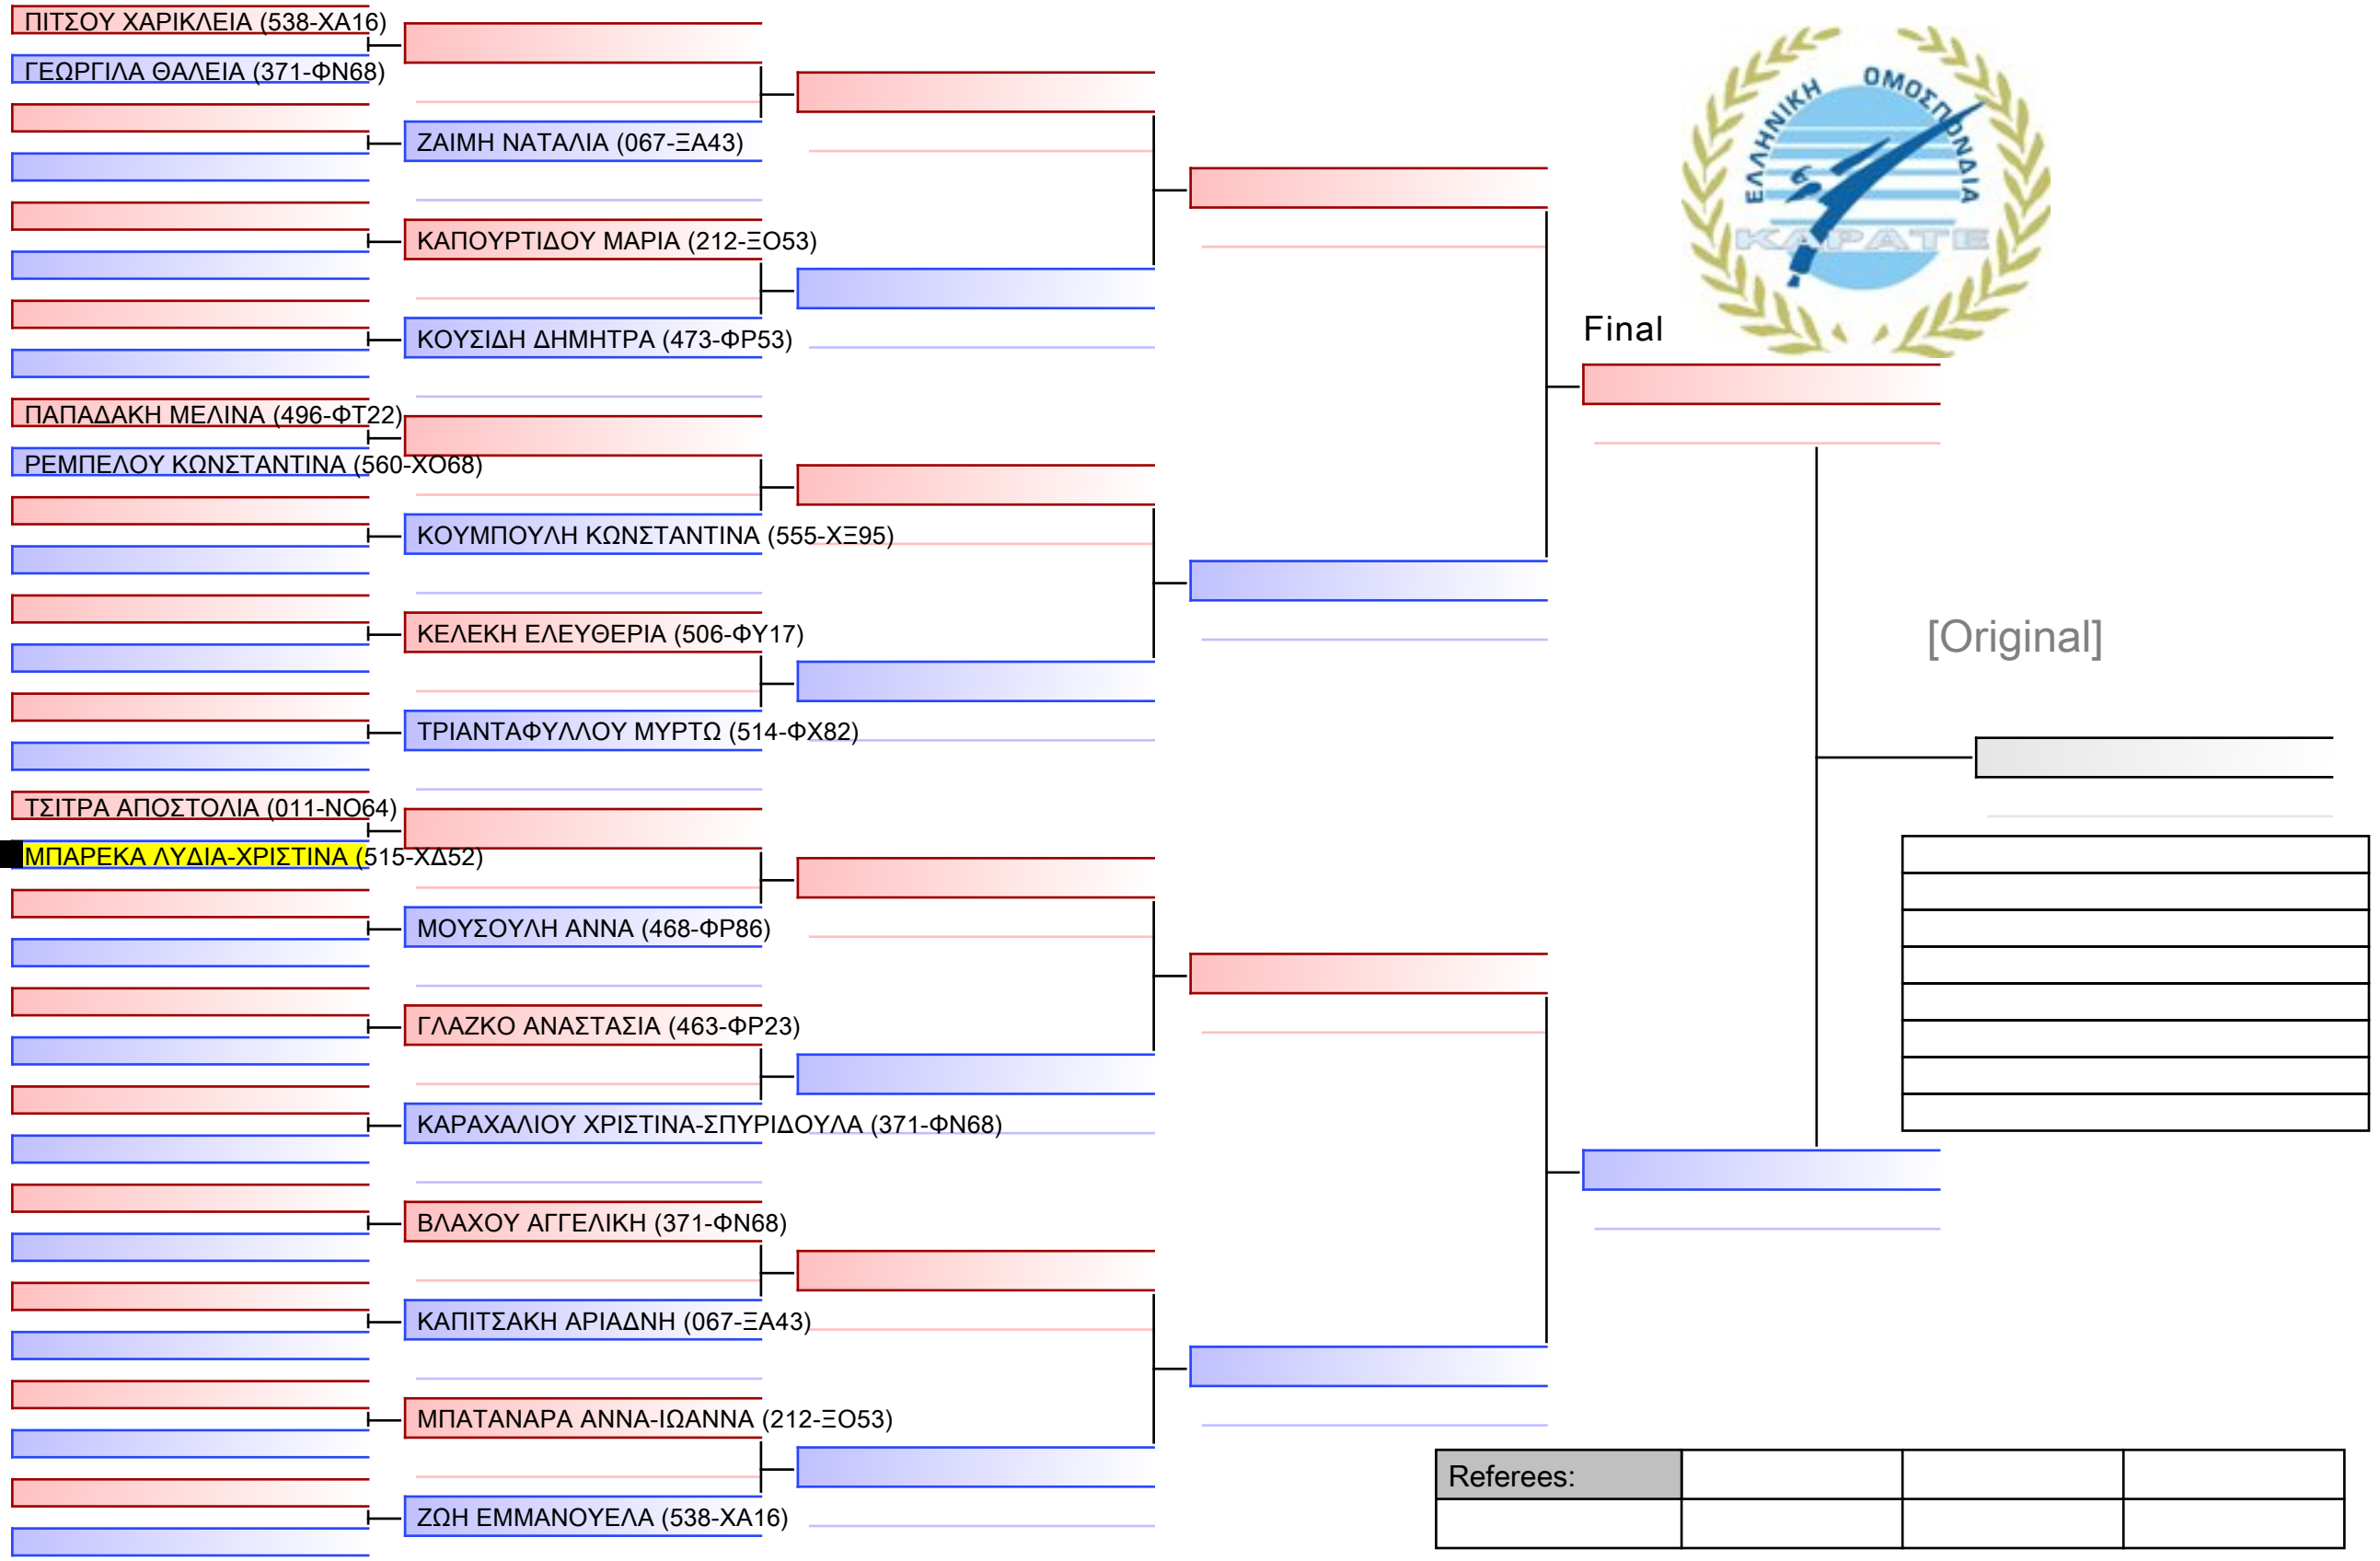 ΠΙΤΣΟΥ ΧΑΡΙΚΛΕΙΑ (538-ΧΑ16)
ΓΕΩΡΓΙΛΑ ΘΑΛΕΙΑ (371-ΦΝ68)
ΖΑΙΜΗ ΝΑΤΑΛΙΑ (067-ΞΑ43)
ΚΑΠΟΥΡΤΙΔΟΥ ΜΑΡΙΑ (212-ΞΟ53)
ΚΟΥΣΙΔΗ ΔΗΜΗΤΡΑ (473-ΦΡ53)
ΠΑΠΑΔΑΚΗ ΜΕΛΙΝΑ (496-ΦΤ22)
ΡΕΜΠΕΛΟΥ ΚΩΝΣΤΑΝΤΙΝΑ (560-ΧΟ68)
ΚΟΥΜΠΟΥΛΗ ΚΩΝΣΤΑΝΤΙΝΑ (555-ΧΞ95)
ΚΕΛΕΚΗ ΕΛΕΥΘΕΡΙΑ (506-ΦΥ17)
ΤΡΙΑΝΤΑΦΥΛΛΟΥ ΜΥΡΤΩ (514-ΦΧ82)
ΤΣΙΤΡΑ ΑΠΟΣΤΟΛΙΑ (011-ΝΟ64)
ΜΠΑΡΕΚΑ ΛΥΔΙΑ-ΧΡΙΣΤΙΝΑ (515-ΧΔ52)
ΜΟΥΣΟΥΛΗ ΑΝΝΑ (468-ΦΡ86)
ΓΛΑΖΚΟ ΑΝΑΣΤΑΣΙΑ (463-ΦΡ23)
ΚΑΡΑΧΑΛΙΟΥ ΧΡΙΣΤΙΝΑ-ΣΠΥΡΙΔΟΥΛΑ (371-ΦΝ68)
ΒΛΑΧΟΥ ΑΓΓΕΛΙΚΗ (371-ΦΝ68)
ΚΑΠΙΤΣΑΚΗ ΑΡΙΑΔΝΗ (067-ΞΑ43)
ΜΠΑΤΑΝΑΡΑ ΑΝΝΑ-ΙΩΑΝΝΑ (212-ΞΟ53)
ΖΩΗ ΕΜΜΑΝΟΥΕΛΑ (538-ΧΑ16)
ΕΛΛΗΝΙΚΗ ΟΜΟΣΠΟΝΔΙΑ
ΚΑΡΑΤΕ
Final
[Original]
Referees: